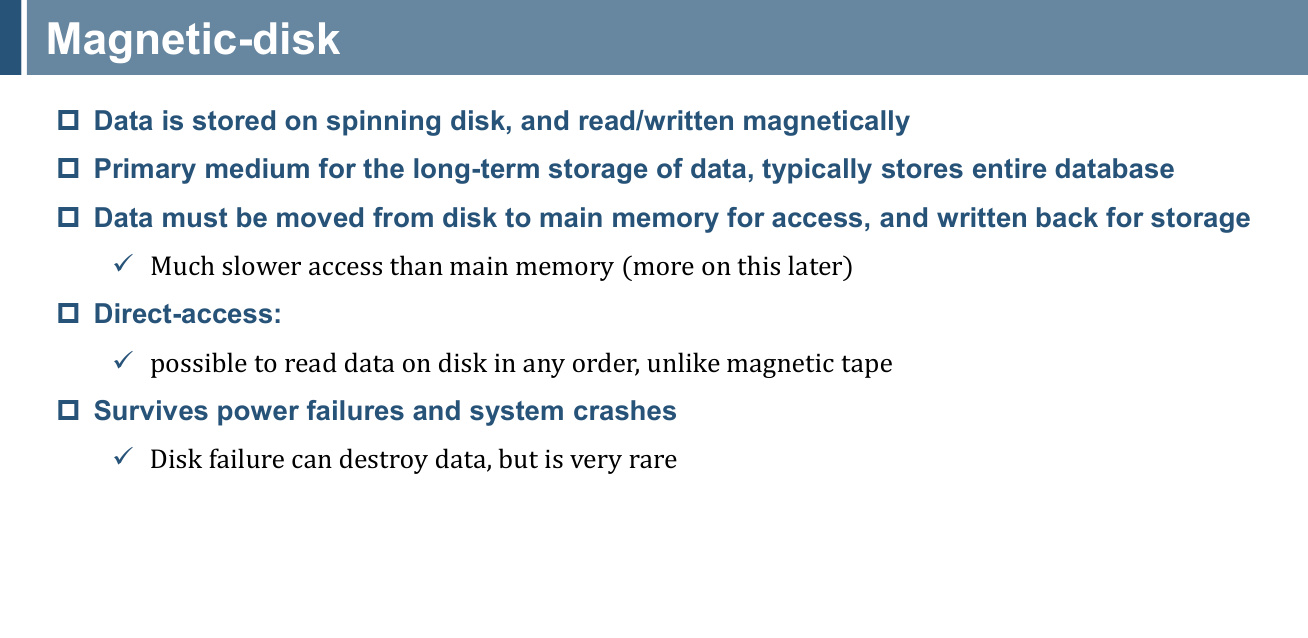 Magnetic-disk
Data is stored on spinning disk, and read/written magnetically
Primary medium for the long-term storage of data, typically stores entire database
Data must be moved from disk to main memory for access, and written back for storage
Much slower access than main memory (more on this later)
Direct-access:
possible to read data on disk in any order, unlike magnetic tape
Survives power failures and system crashes
Disk failure can destroy data, but is very rare